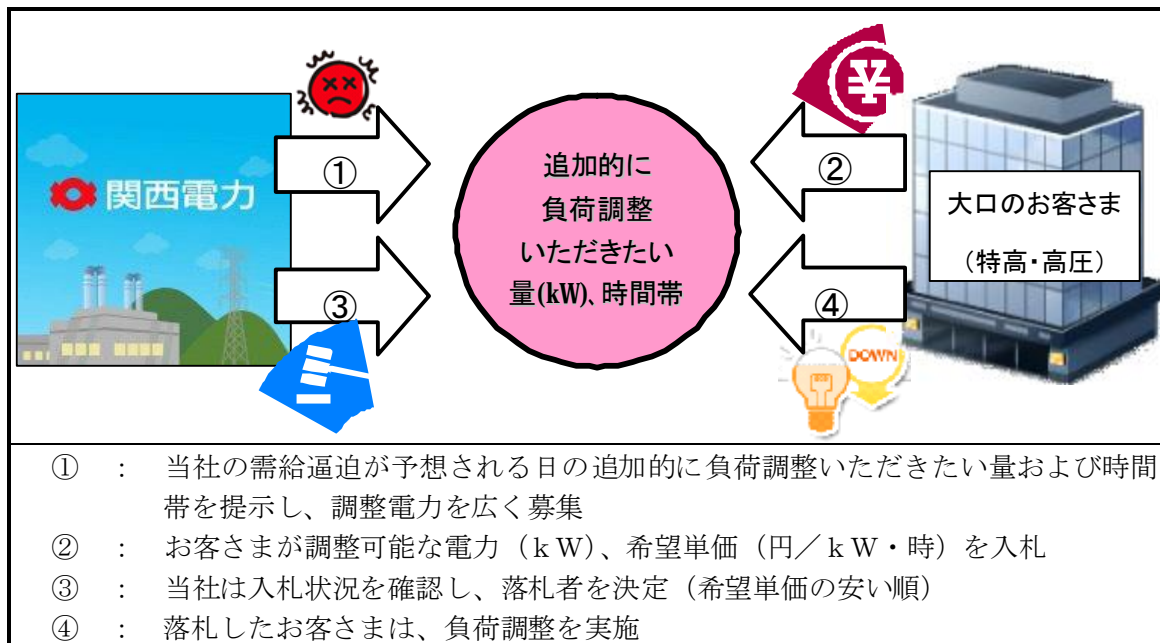 関西電力
①
③
追加的に
負荷調整
いただきたい
量(kW)、時間帯
¥
②
④
DOWN
大口のお客さま
（特高・高圧）
① ： 当社の需給逼迫が予想される日の追加的に負荷調整いただきたい量および時間
帯を提示し、調整電力を広く募集
② ： お客さまが調整可能な電力（ｋＷ）、希望単価（円／ｋＷ・時）を入札
③ ： 当社は入札状況を確認し、落札者を決定（希望単価の安い順）
④ ： 落札したお客さまは、負荷調整を実施